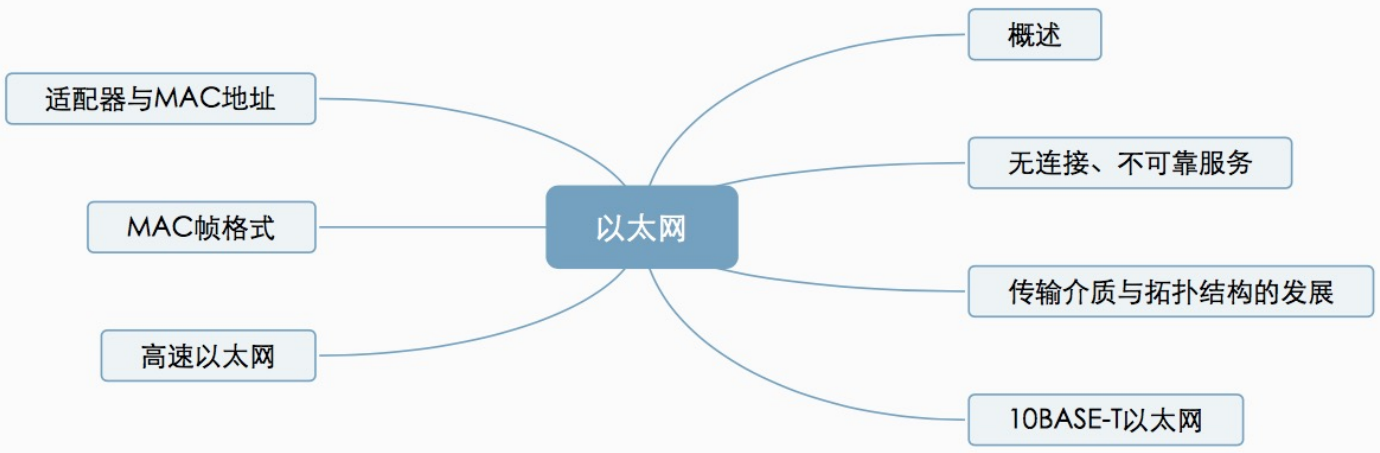 概述
适配器与MAC地址
无连接、不可靠服务
以太网
MAC帧格式
传输介质与拓扑结构的发展
高速以太网
10BASE-T以太网